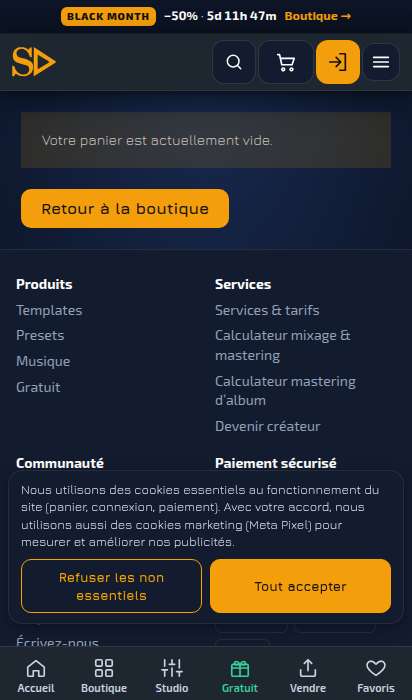 BLACK MONTH −50% · 5d 11h 47m Boutique →
Votre panier est actuellement vide.
Retour à la boutique
Produits
Templates
Presets
Musique
Gratuit
Services
Services & tarifs
Calculateur mixage &
mastering
Calculateur mastering
d'album
Devenir créateur
Communauté
Paiement sécurisé
Nous utilisons des cookies essentiels au fonctionnement du
site (panier, connexion, paiement). Avec votre accord, nous
utilisons aussi des cookies marketing (Meta Pixel) pour
mesurer et améliorer nos publicités.
Refuser les non
essentiels
Tout accepter
Écrivez-nous
Accueil
Boutique
Studio
Gratuit
Vendre
Favoris